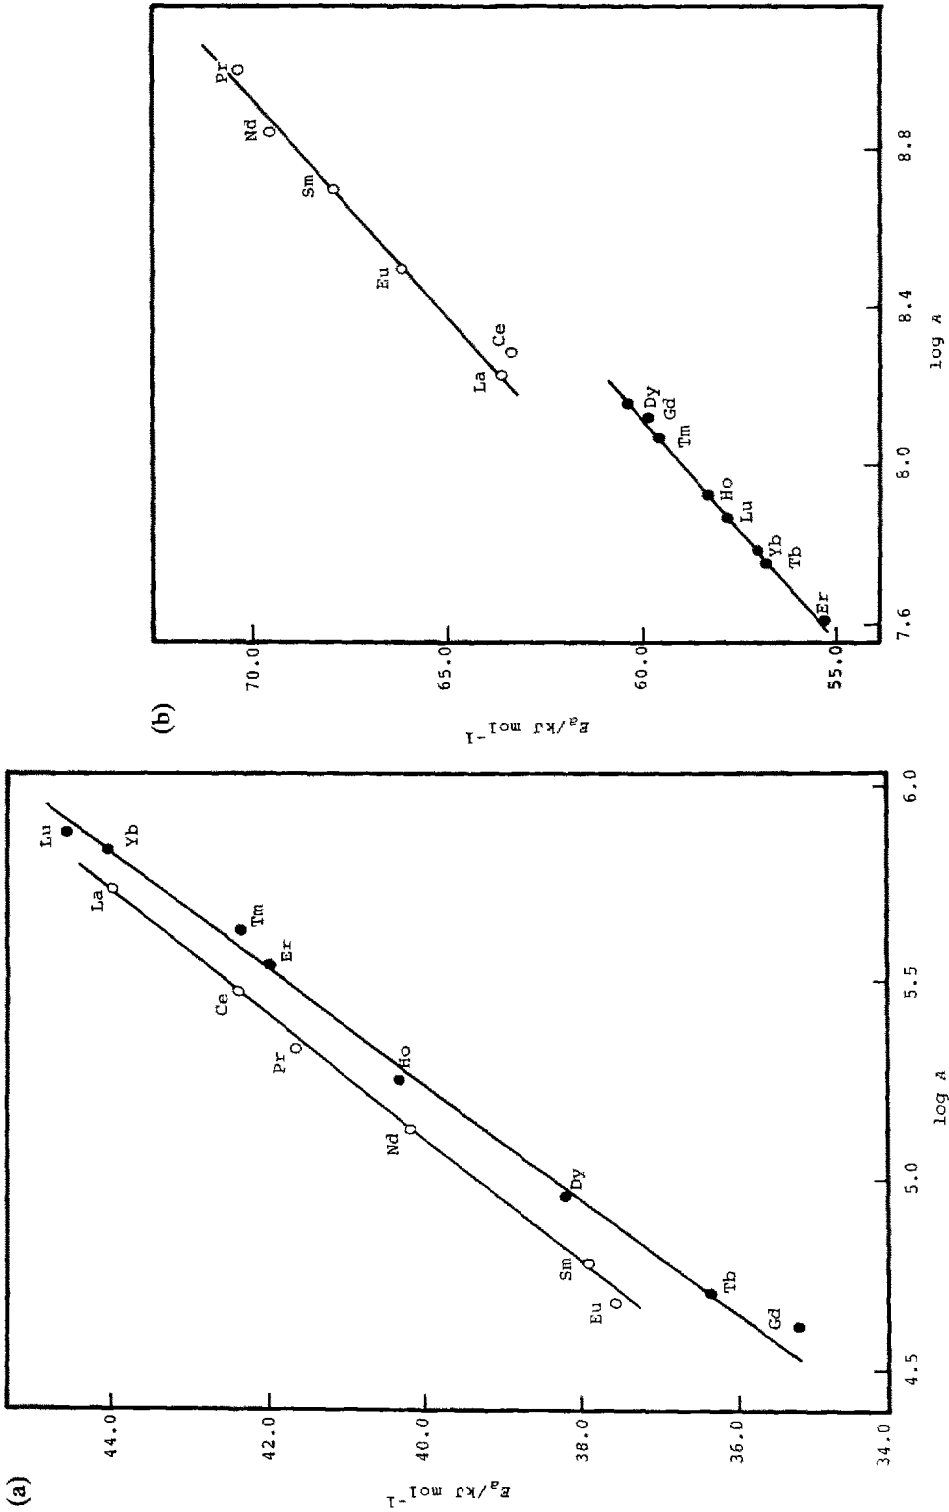 (a)
44.0
42.0
40.0
38.0
36.0
34.0
Eₐ/kJ mol⁻¹
4.5
5.0
5.5
6.0
log A
Lu
Yb
La
Tm
Er
Ce
Pr
Ho
Nd
Dy
Sm
Eu
Tb
Gd
(b)
70.0
65.0
60.0
55.0
Eₐ/kJ mol⁻¹
7.6
8.0
8.4
8.8
log A
Pr
Nd
Sm
Eu
Ce
La
Dy
Gd
Tm
Ho
Lu
Yb
Tb
Er